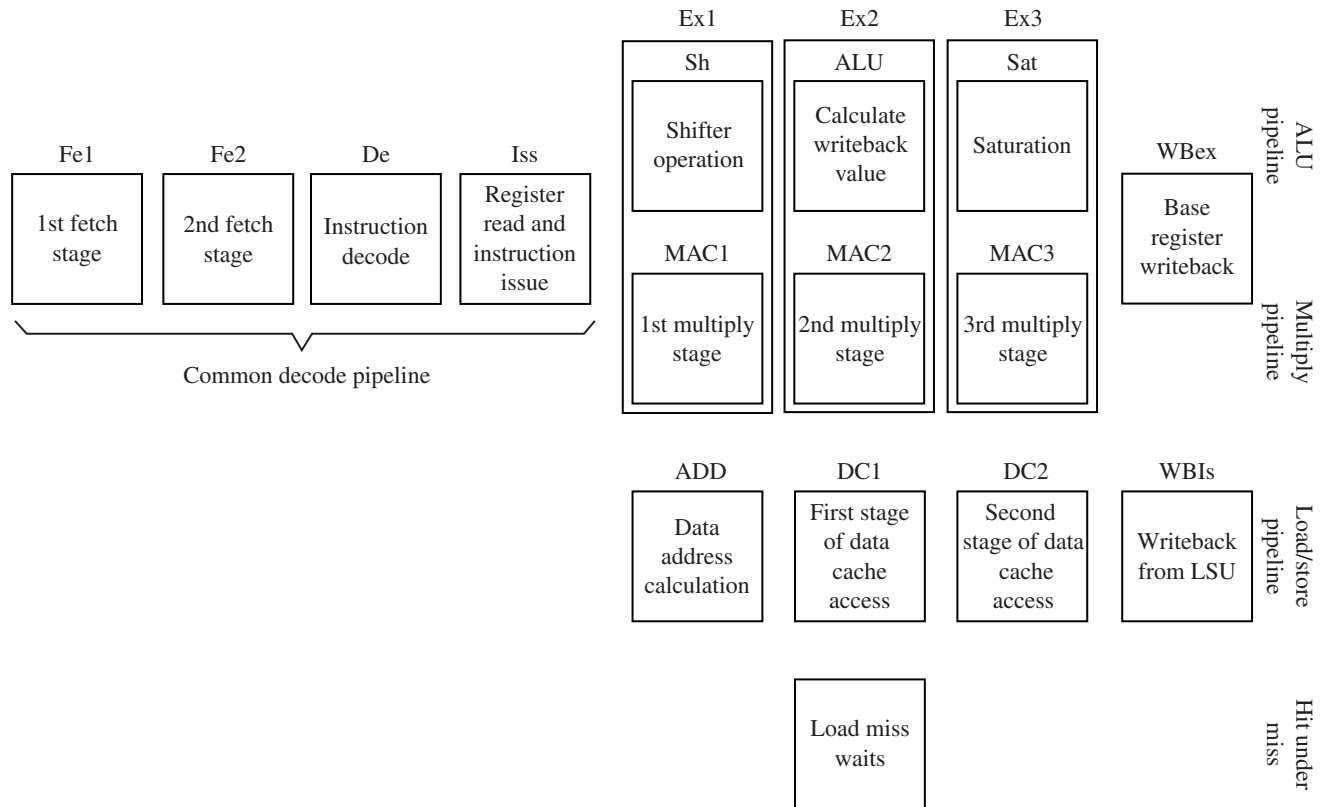 Ex1
Ex2
Ex3
Sh
ALU
Sat
Shifter
operation
Calculate
writeback
value
Saturation
ALU
pipeline
Fe1
Fe2
De
Iss
WBex
1st fetch
stage
2nd fetch
stage
Instruction
decode
Register
read and
instruction
issue
Base
register
writeback
MAC1
MAC2
MAC3
1st multiply
stage
2nd multiply
stage
3rd multiply
stage
Multiply
pipeline
Common decode pipeline
ADD
DC1
DC2
WBIs
Data
address
calculation
First stage
of data
cache
access
Second
stage of data
cache
access
Writeback
from LSU
Load/store
pipeline
Load miss
waits
Hit under
miss